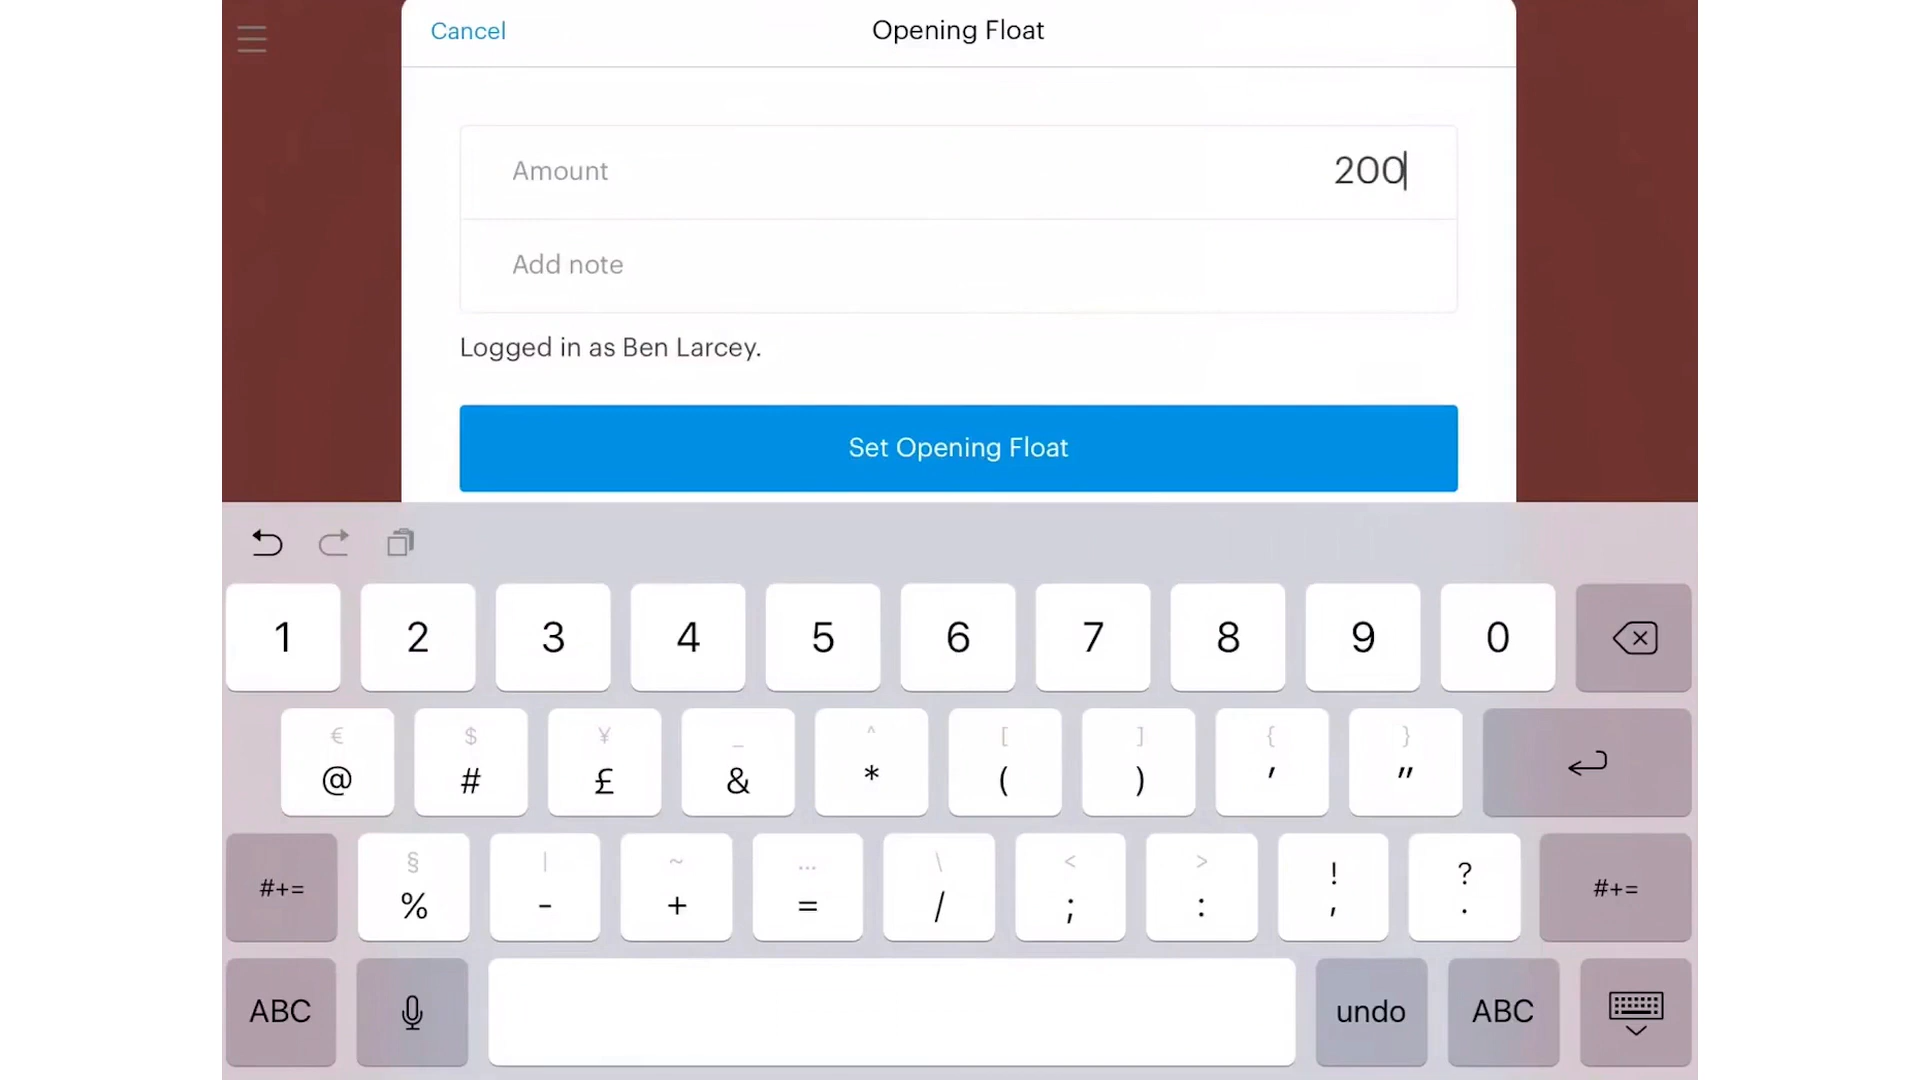 Cancel
Opening Float
Amount
200
Add note
Logged in as Ben Larcey.
Set Opening Float
1 2 3 4 5 6 7 8 9 0
€ $ ¥ _ ^ [ ] { }
@ # £ & * ( ) ' "
§ | ~ … \ < > ! ?
#+= % - + = / ; : , . #+=
ABC undo ABC